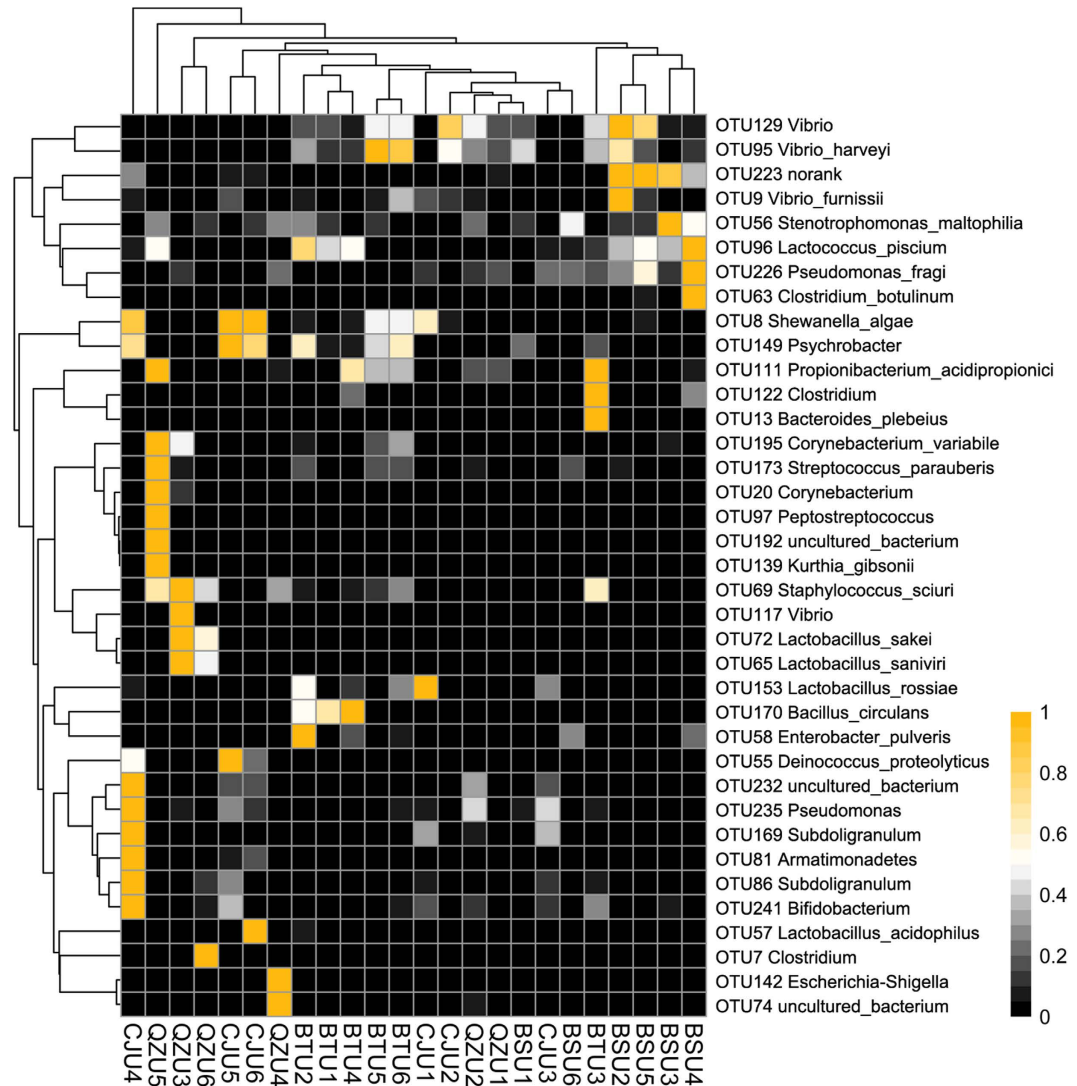 OTU129 Vibrio
OTU95 Vibrio_harveyi
OTU223 norank
OTU9 Vibrio_furnissii
OTU56 Stenotrophomonas_maltophilia
OTU96 Lactococcus_piscium
OTU226 Pseudomonas_fragi
OTU63 Clostridium_botulinum
OTU8 Shewanella_algae
OTU149 Psychrobacter
OTU111 Propionibacterium_acidipropionici
OTU122 Clostridium
OTU13 Bacteroides_plebeius
OTU195 Corynebacterium_variabile
OTU173 Streptococcus_parauberis
OTU20 Corynebacterium
OTU97 Peptostreptococcus
OTU192 uncultured_bacterium
OTU139 Kurthia_gibsonii
OTU69 Staphylococcus_sciuri
OTU117 Vibrio
OTU72 Lactobacillus_sakei
OTU65 Lactobacillus_saniviri
OTU153 Lactobacillus_rossiae
OTU170 Bacillus_circulans
OTU58 Enterobacter_pulveris
OTU55 Deinococcus_proteolyticus
OTU232 uncultured_bacterium
OTU235 Pseudomonas
OTU169 Subdoligranulum
OTU81 Armatimonadetes
OTU86 Subdoligranulum
OTU241 Bifidobacterium
OTU57 Lactobacillus_acidophilus
OTU7 Clostridium
OTU142 Escherichia-Shigella
OTU74 uncultured_bacterium
1
0.8
0.6
0.4
0.2
0
CJU4
QZU5
QZU3
QZU6
CJU5
CJU6
QZU4
BTU2
BTU1
BTU4
BTU5
BTU6
CJU1
CJU2
QZU2
QZU1
BSU1
CJU3
BSU6
BTU3
BSU2
BSU5
BSU3
BSU4